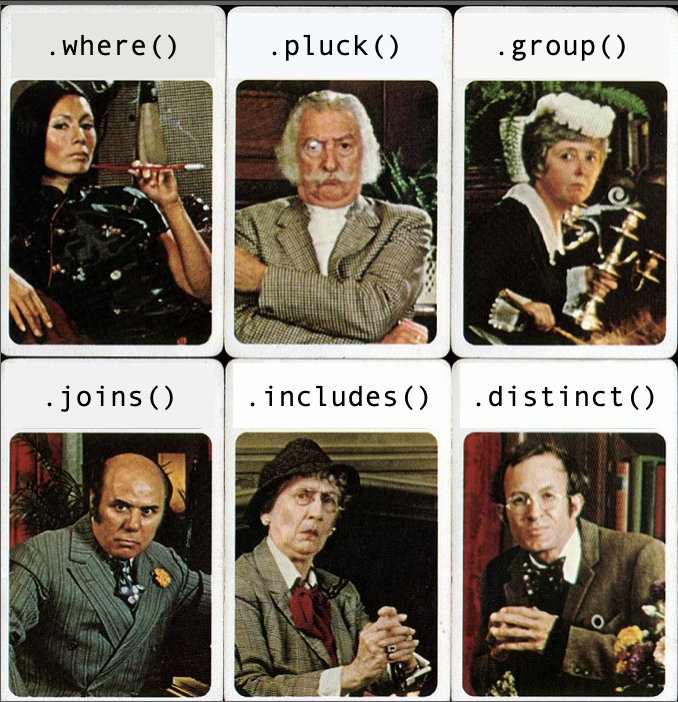 .where()
.pluck()
.group()
.joins()
.includes()
.distinct()